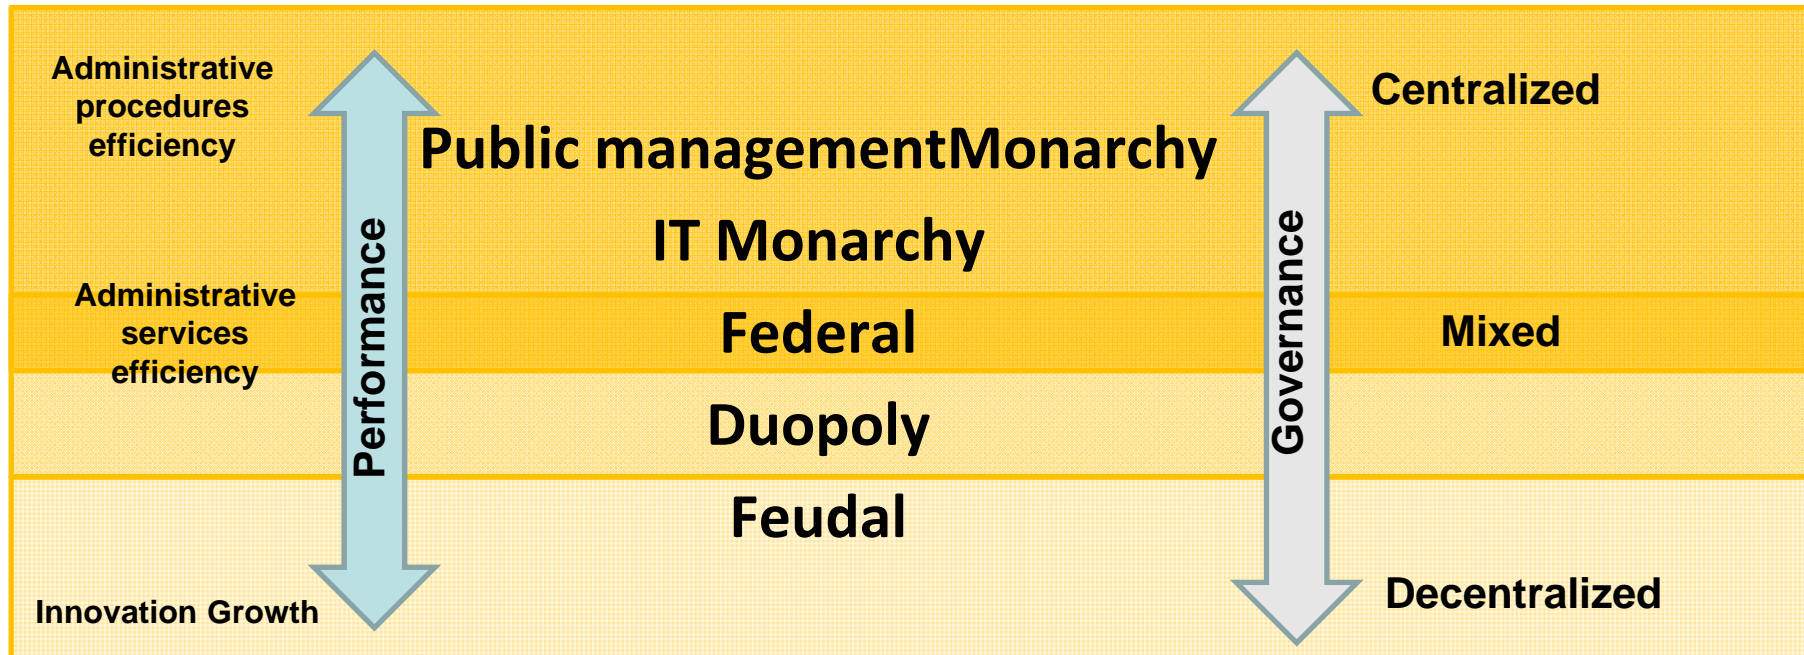 Administrative
procedures
efficiency
Centralized
Public managementMonarchy
IT Monarchy
Performance
Governance
Administrative
services
efficiency
Federal
Mixed
Duopoly
Feudal
Innovation Growth
Decentralized